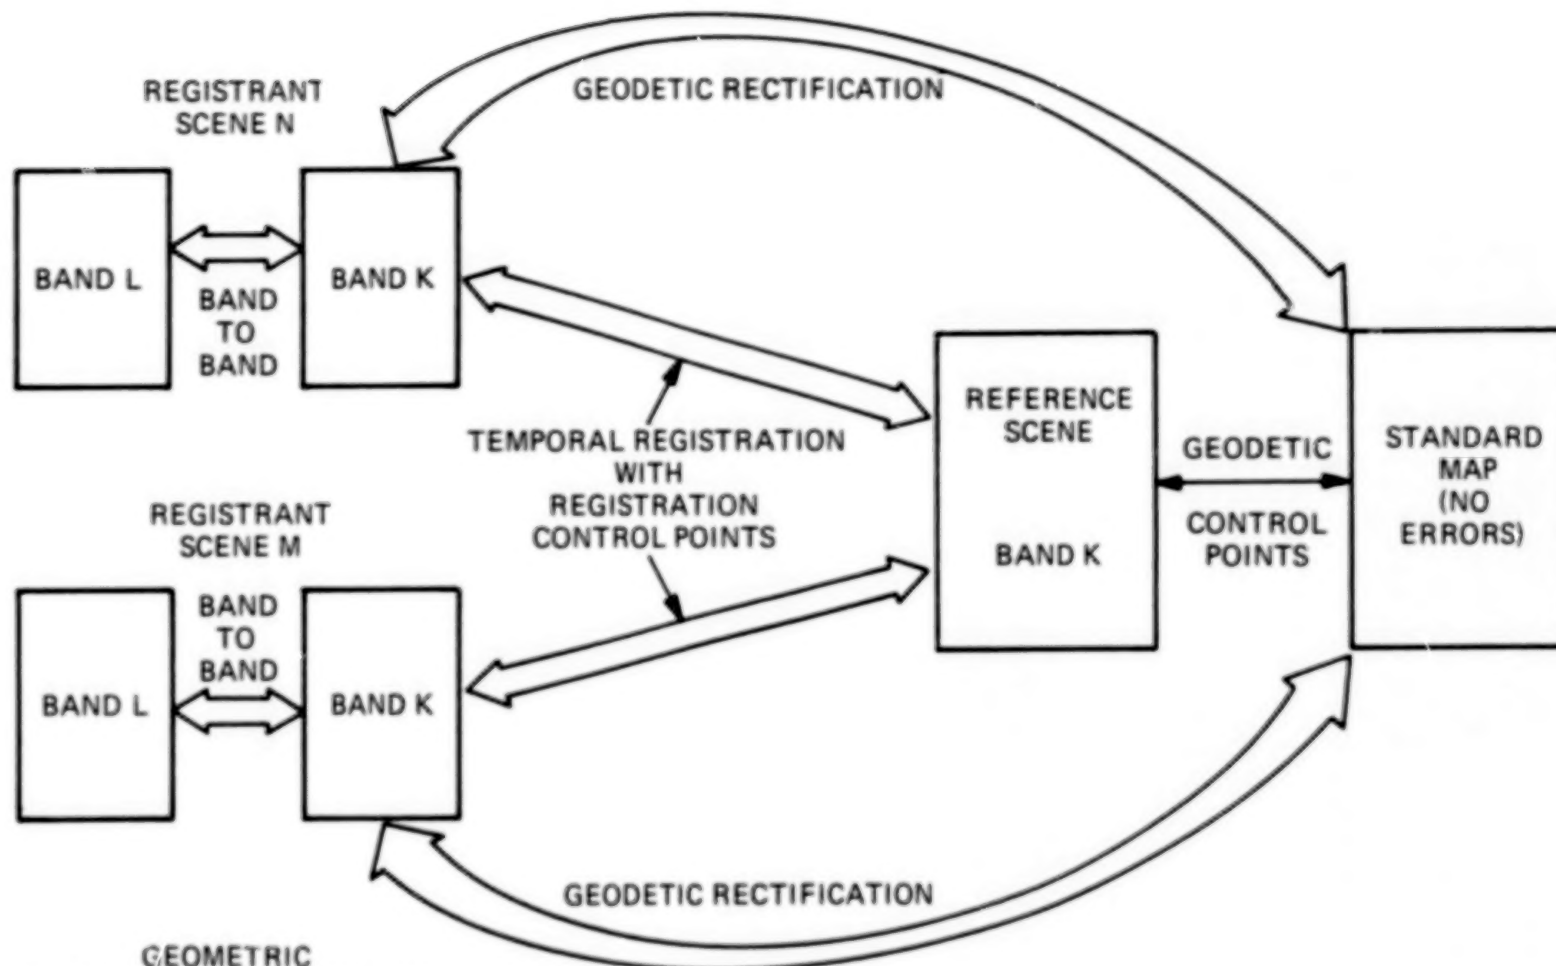 REGISTRANT
SCENE N
GEODETIC RECTIFICATION
BAND L
BAND K
BAND
TO
BAND
REFERENCE
SCENE
BAND K
GEODETIC
CONTROL
POINTS
STANDARD
MAP
(NO
ERRORS)
TEMPORAL REGISTRATION
WITH
REGISTRATION
CONTROL POINTS
REGISTRANT
SCENE M
BAND
TO
BAND
BAND L
BAND K
GEODETIC RECTIFICATION
GEOMETRIC